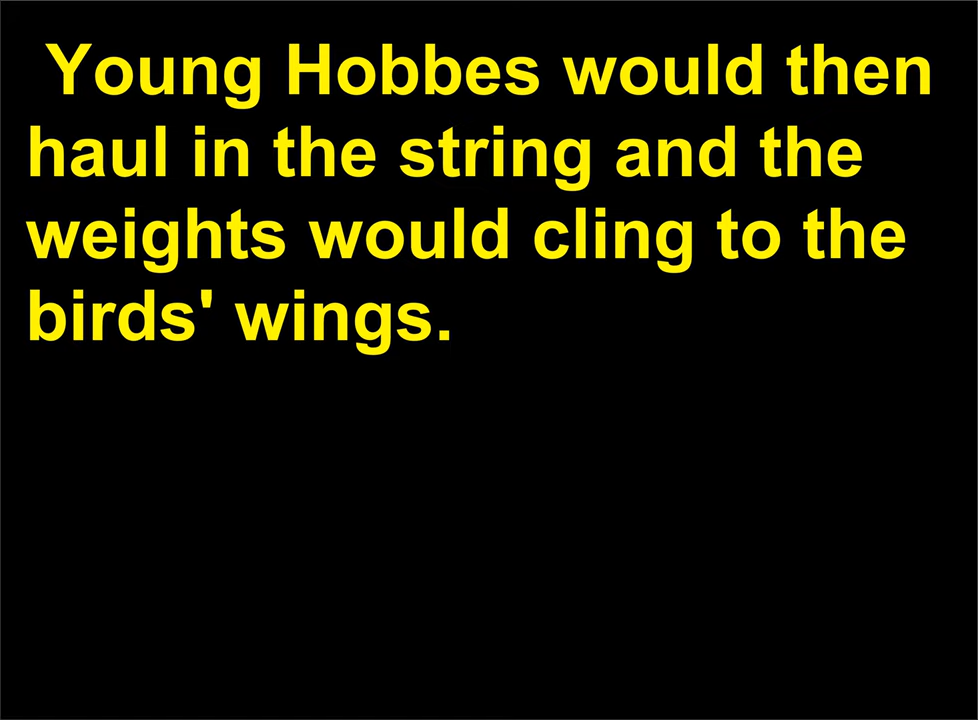 Young Hobbes would then
haul in the string and the
weights would cling to the
birds' wings.